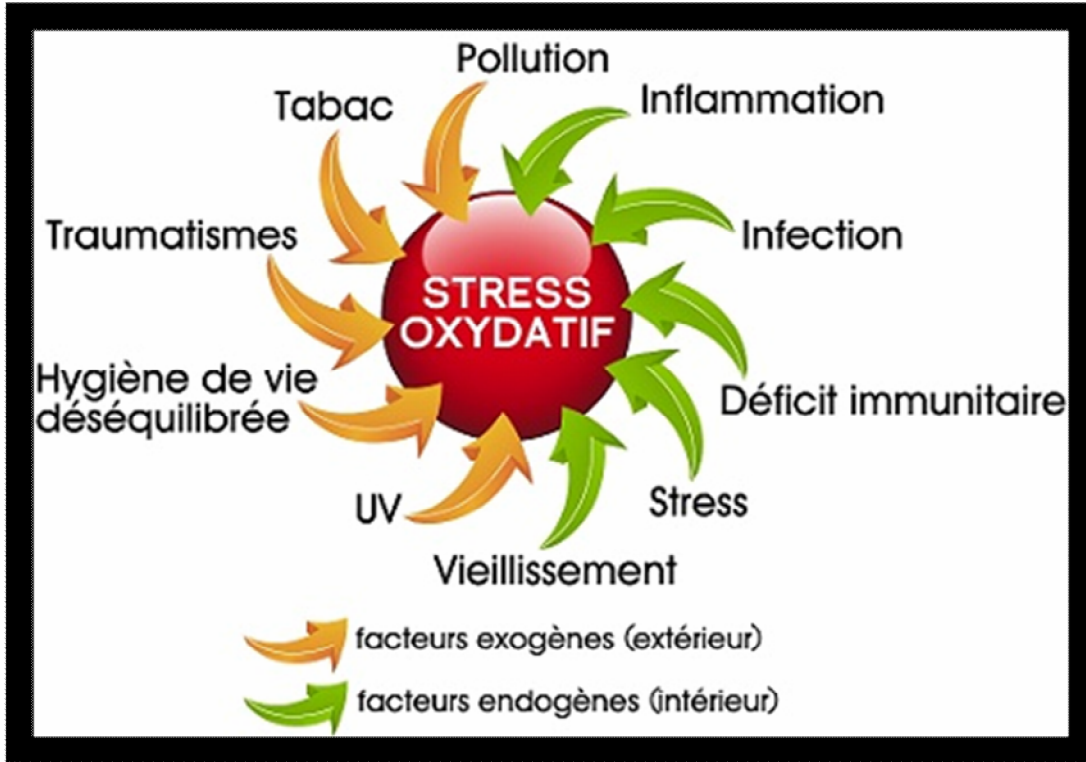 Pollution
Tabac
Inflammation
Traumatismes
Infection
STRESS
OXYDATIF
Hygiène de vie
déséquilibrée
Déficit immunitaire
UV
Stress
Vieillissement
facteurs exogènes (extérieur)
facteurs endogènes (intérieur)